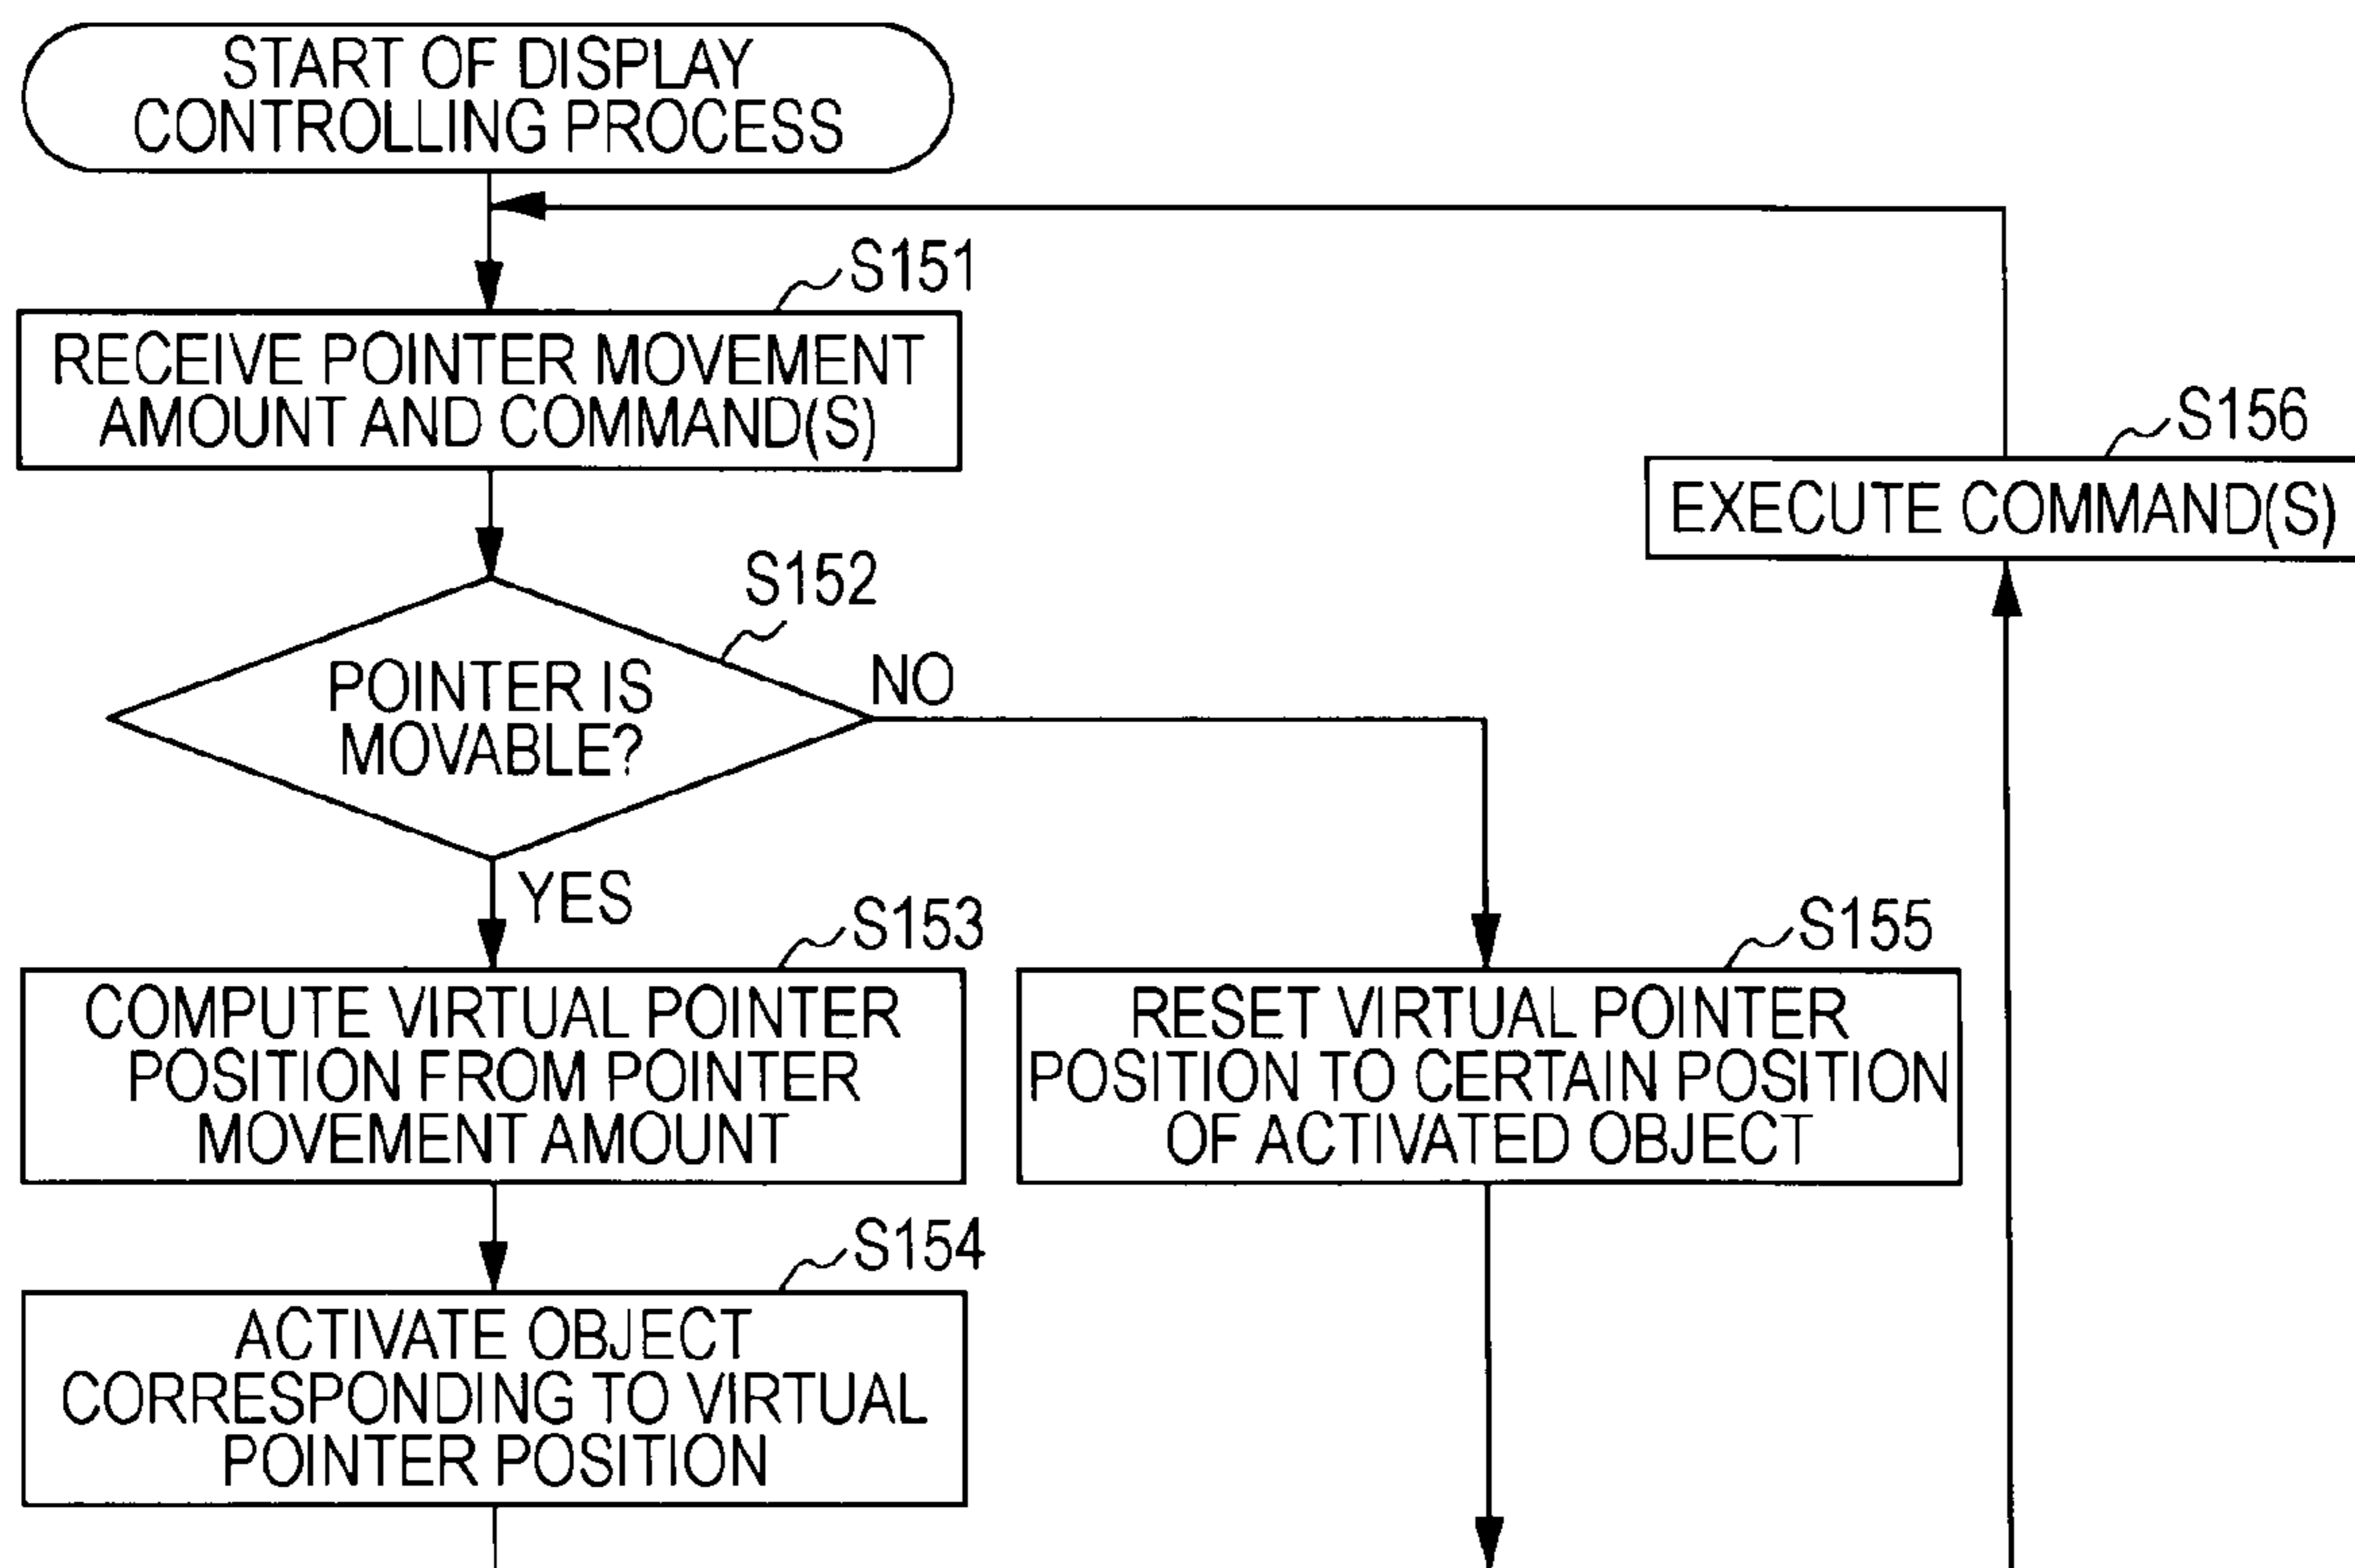 START OF DISPLAY
CONTROLLING PROCESS
S151
RECEIVE POINTER MOVEMENT
AMOUNT AND COMMAND(S)
S156
EXECUTE COMMAND(S)
S152
POINTER IS
MOVABLE?
NO
YES
S153
COMPUTE VIRTUAL POINTER
POSITION FROM POINTER
MOVEMENT AMOUNT
S155
RESET VIRTUAL POINTER
POSITION TO CERTAIN POSITION
OF ACTIVATED OBJECT
S154
ACTIVATE OBJECT
CORRESPONDING TO VIRTUAL
POINTER POSITION